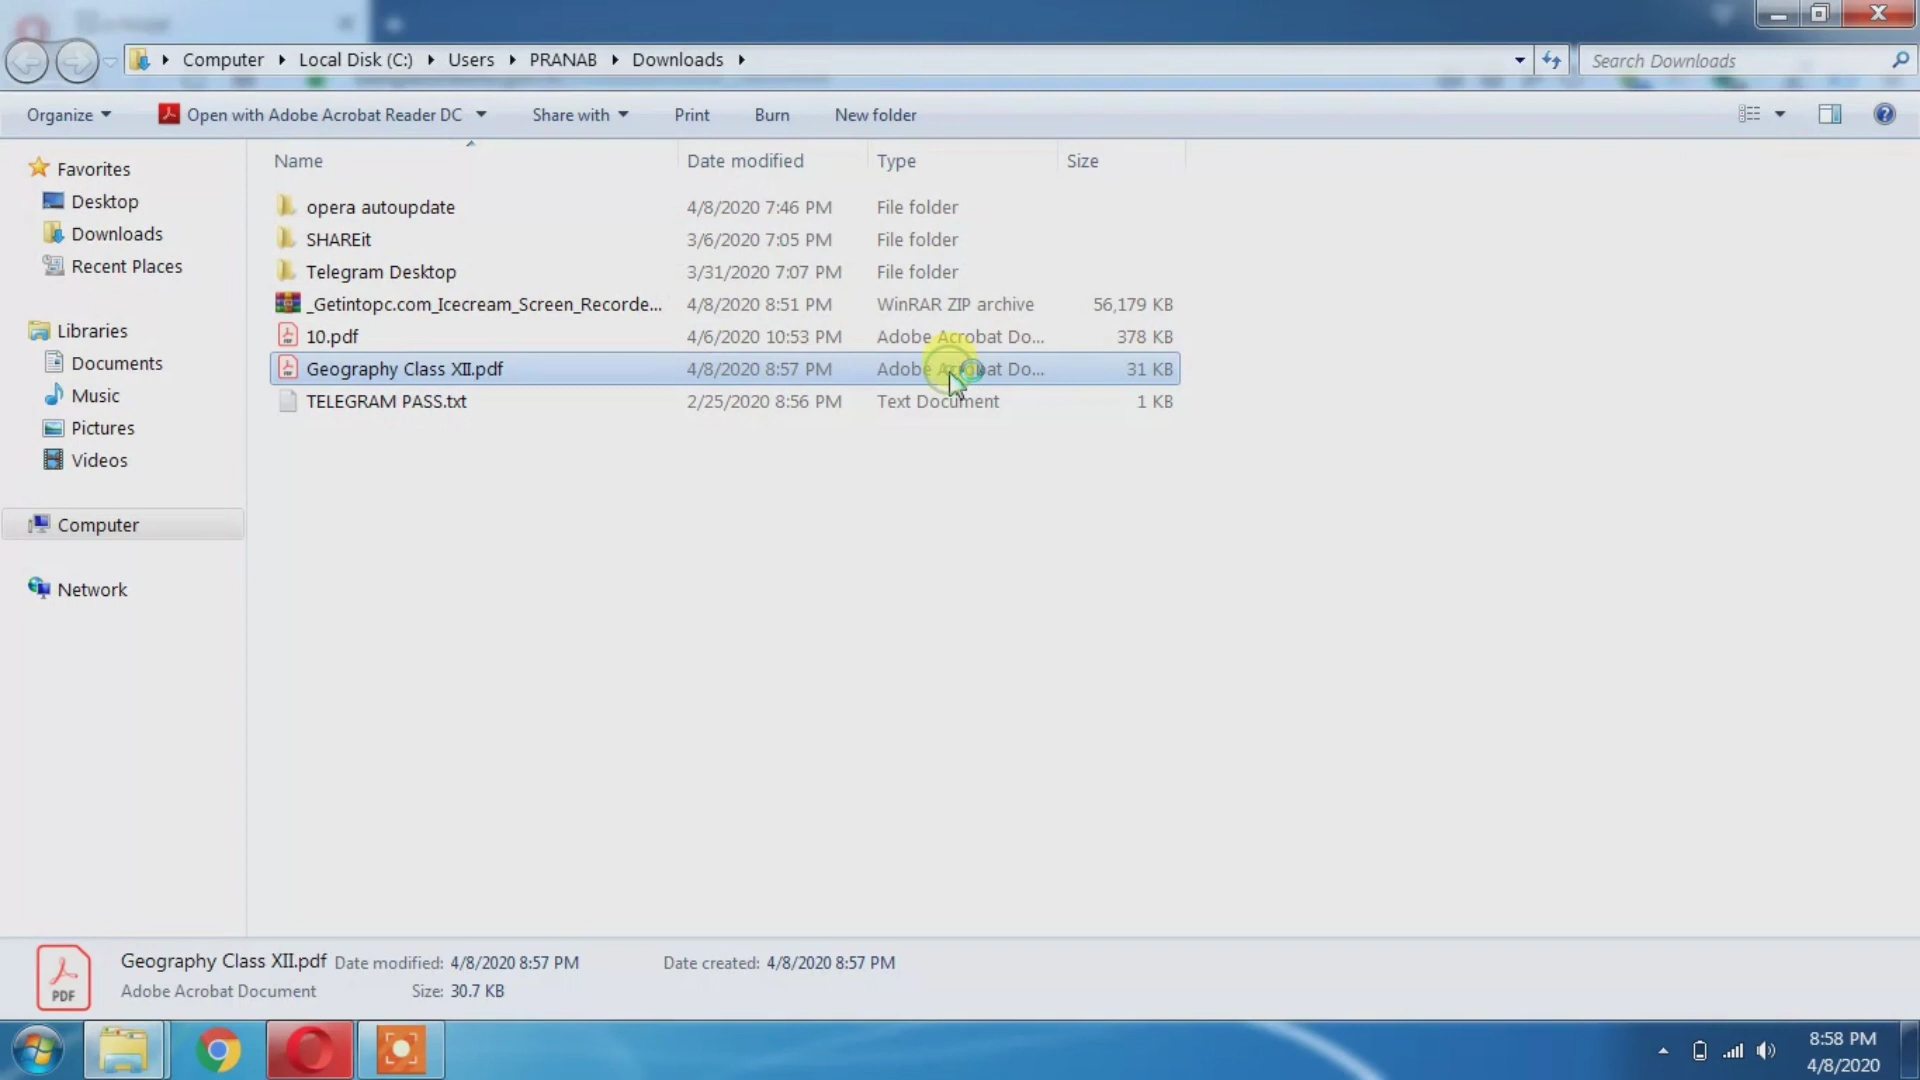 Computer Local Disk (C:) Users PRANAB Downloads
Search Downloads
Organize Open with Adobe Acrobat Reader DC Share with Print Burn New folder
Name Date modified Type Size
Favorites
Desktop
Downloads
Recent Places
Libraries
Documents
Music
Pictures
Videos
Computer
Network
opera autoupdate 4/8/2020 7:46 PM File folder
SHAREit 3/6/2020 7:05 PM File folder
Telegram Desktop 3/31/2020 7:07 PM File folder
_Getintopc.com_Icecream_Screen_Recorde... 4/8/2020 8:51 PM WinRAR ZIP archive 56,179 KB
10.pdf 4/6/2020 10:53 PM Adobe Acrobat Do... 378 KB
Geography Class XII.pdf 4/8/2020 8:57 PM Adobe Acrobat Do... 31 KB
TELEGRAM PASS.txt 2/25/2020 8:56 PM Text Document 1 KB
PDF
Geography Class XII.pdf Date modified: 4/8/2020 8:57 PM Date created: 4/8/2020 8:57 PM
Adobe Acrobat Document Size: 30.7 KB
8:58 PM
4/8/2020